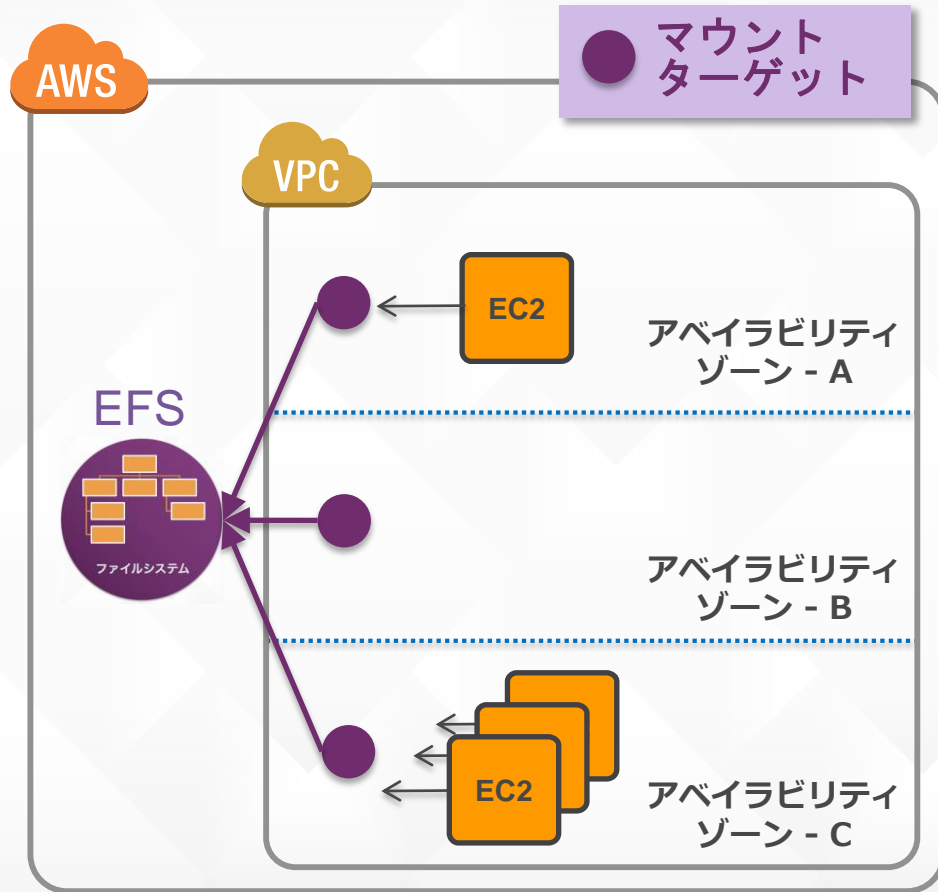 マウント
ターゲット
AWS
VPC
EC2
アベイラビリティ
ゾーン - A
EFS
ファイルシステム
アベイラビリティ
ゾーン - B
EC2
アベイラビリティ
ゾーン - C